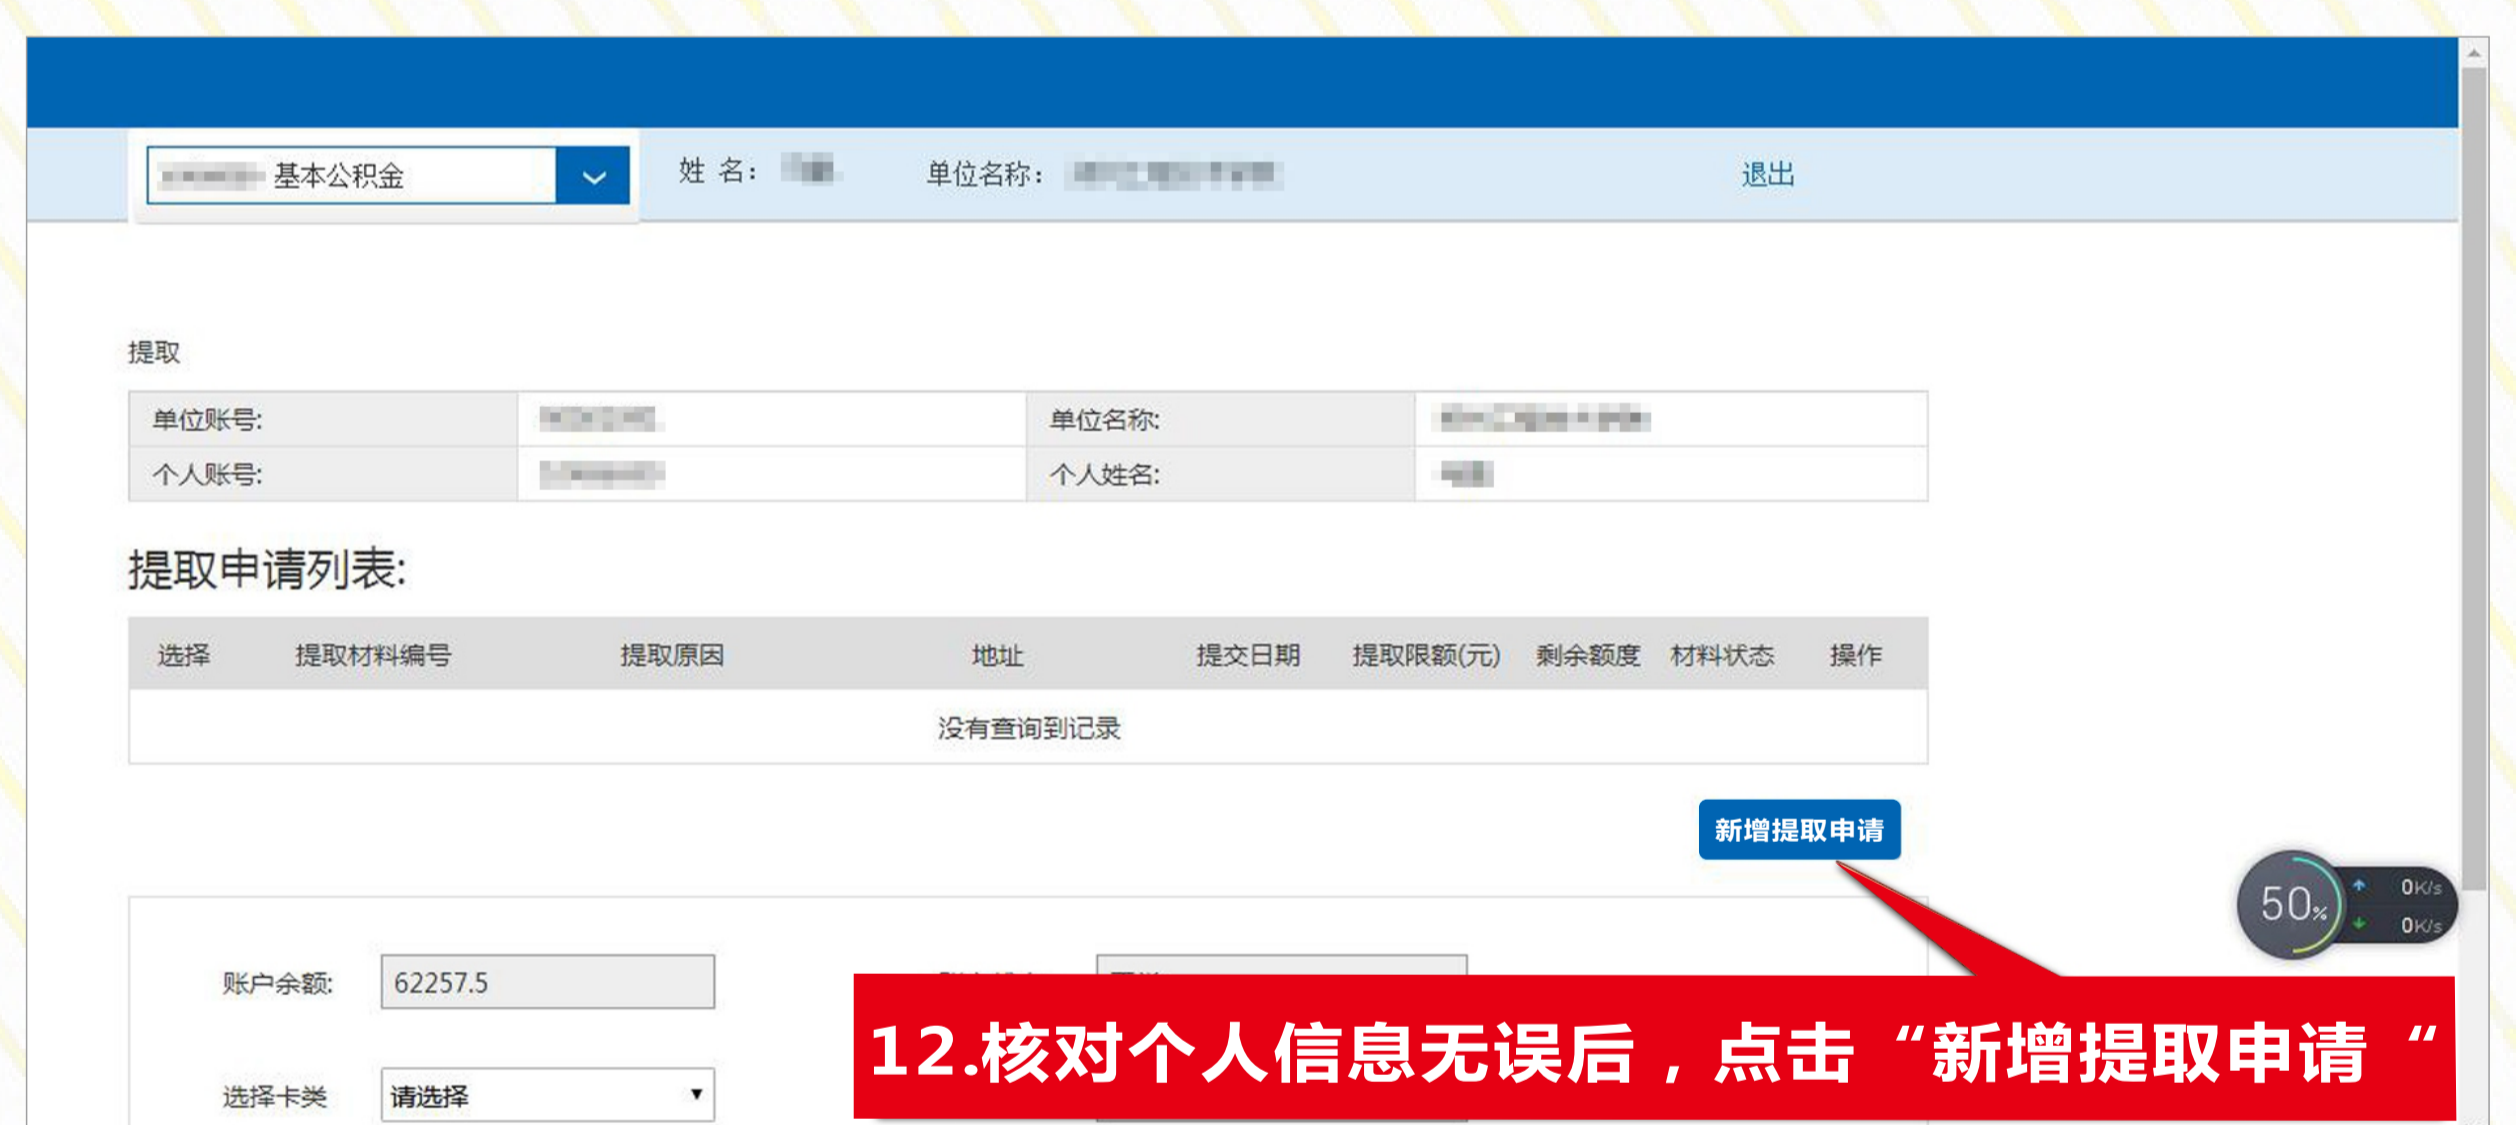 基本公积金
姓 名：
单位名称：
退出
提取
单位账号:
单位名称:
个人账号:
个人姓名:
提取申请列表:
选择 提取材料编号 提取原因 地址 提交日期 提取限额(元) 剩余额度 材料状态 操作
没有查询到记录
新增提取申请
50% 0K/s
0K/s
账户余额: 62257.5
12.核对个人信息无误后，点击“新增提取申请“
选择卡类 请选择